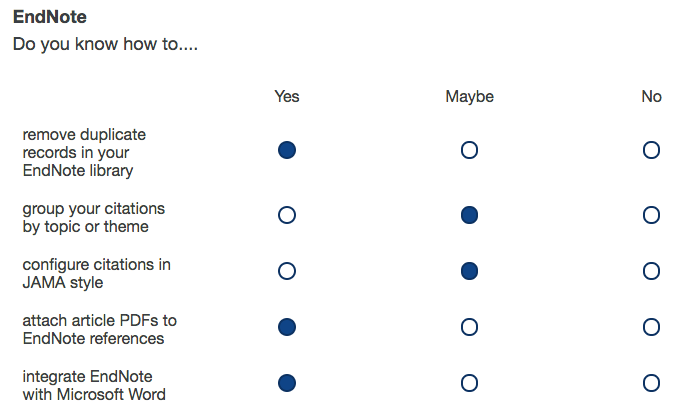 EndNote
Do you know how to....
Yes Maybe No
remove duplicate
records in your
EndNote library
group your citations
by topic or theme
configure citations in
JAMA style
attach article PDFs to
EndNote references
integrate EndNote
with Microsoft Word